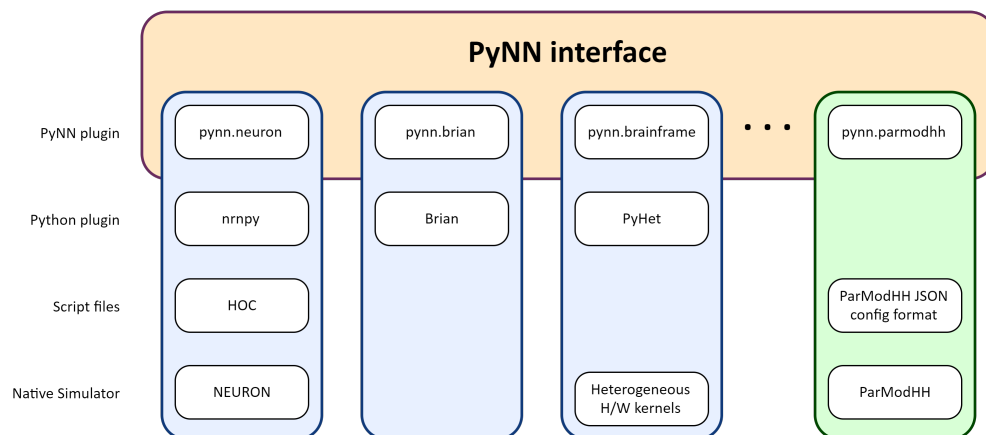 PyNN interface
PyNN plugin
pynn.neuron
pynn.brian
pynn.brainframe
• • •
pynn.parmodhh
Python plugin
nrnpy
Brian
PyHet
Script files
HOC
ParModHH JSON
config format
Native Simulator
NEURON
Heterogeneous
H/W kernels
ParModHH